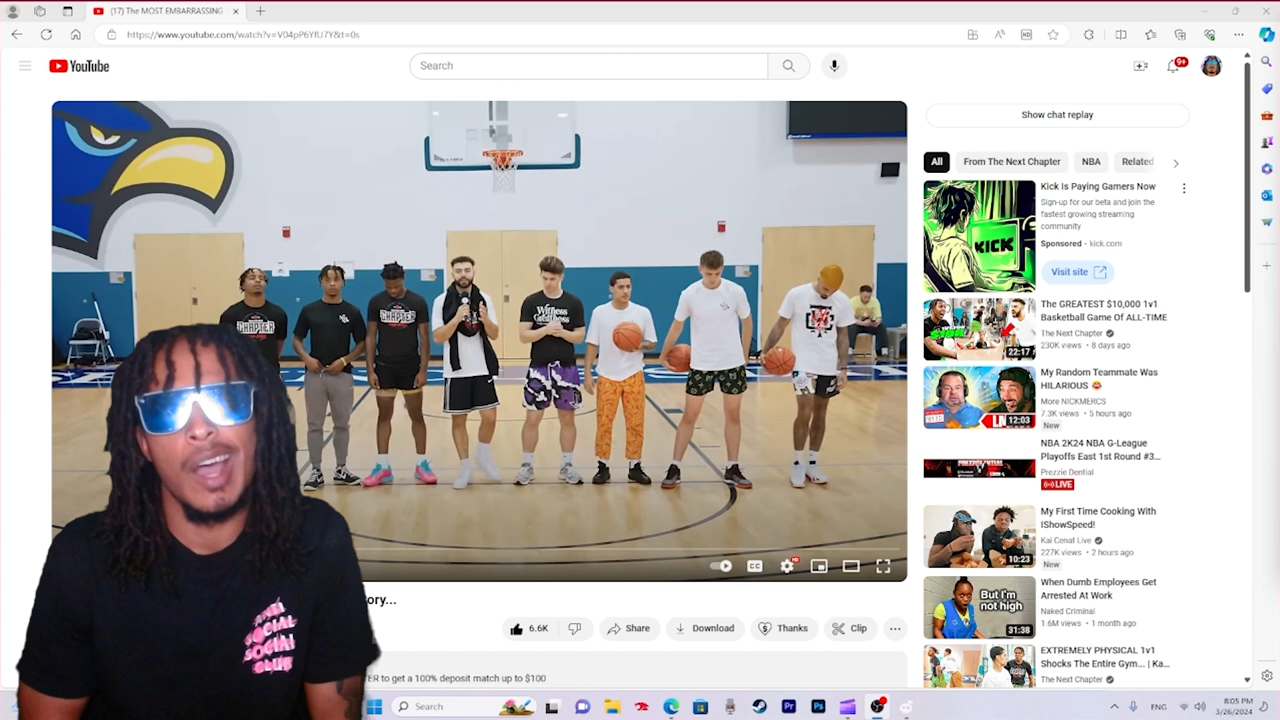 (17) The MOST EMBARRASSING
https://www.youtube.com/watch?v=V04pP6YfU7Y&t=0s
YouTube
Search
9+
Show chat replay
All
From The Next Chapter
NBA
Related
Kick Is Paying Gamers Now
Sign-up for our beta and join the
fastest growing streaming
community
Sponsored · kick.com
Visit site
KICK
The GREATEST $10,000 1v1
Basketball Game Of ALL-TIME
The Next Chapter
230K views • 8 days ago
22:17
My Random Teammate Was
HILARIOUS 😂
More NICKMERCS
7.3K views • 5 hours ago
New
12:03
NBA 2K24 NBA G-League
Playoffs East 1st Round #3...
Prezzie Dential
LIVE
My First Time Cooking With
IShowSpeed!
Kai Cenat Live
227K views • 2 hours ago
New
10:23
When Dumb Employees Get
Arrested At Work
Naked Criminal
1.6M views • 1 month ago
But I'm
not high
31:38
EXTREMELY PHYSICAL 1v1
Shocks The Entire Gym... | Ka...
The Next Chapter
CHAPTER
CHAPTER
Witness
Greatness
CC
HD
ory...
6.6K
Share
Download
Thanks
Clip
ER to get a 100% deposit match up to $100
ANTI
SOCIAL
SOCIAL
CLUB
Search
Pr
Ps
ENG
8:05 PM
3/26/2024